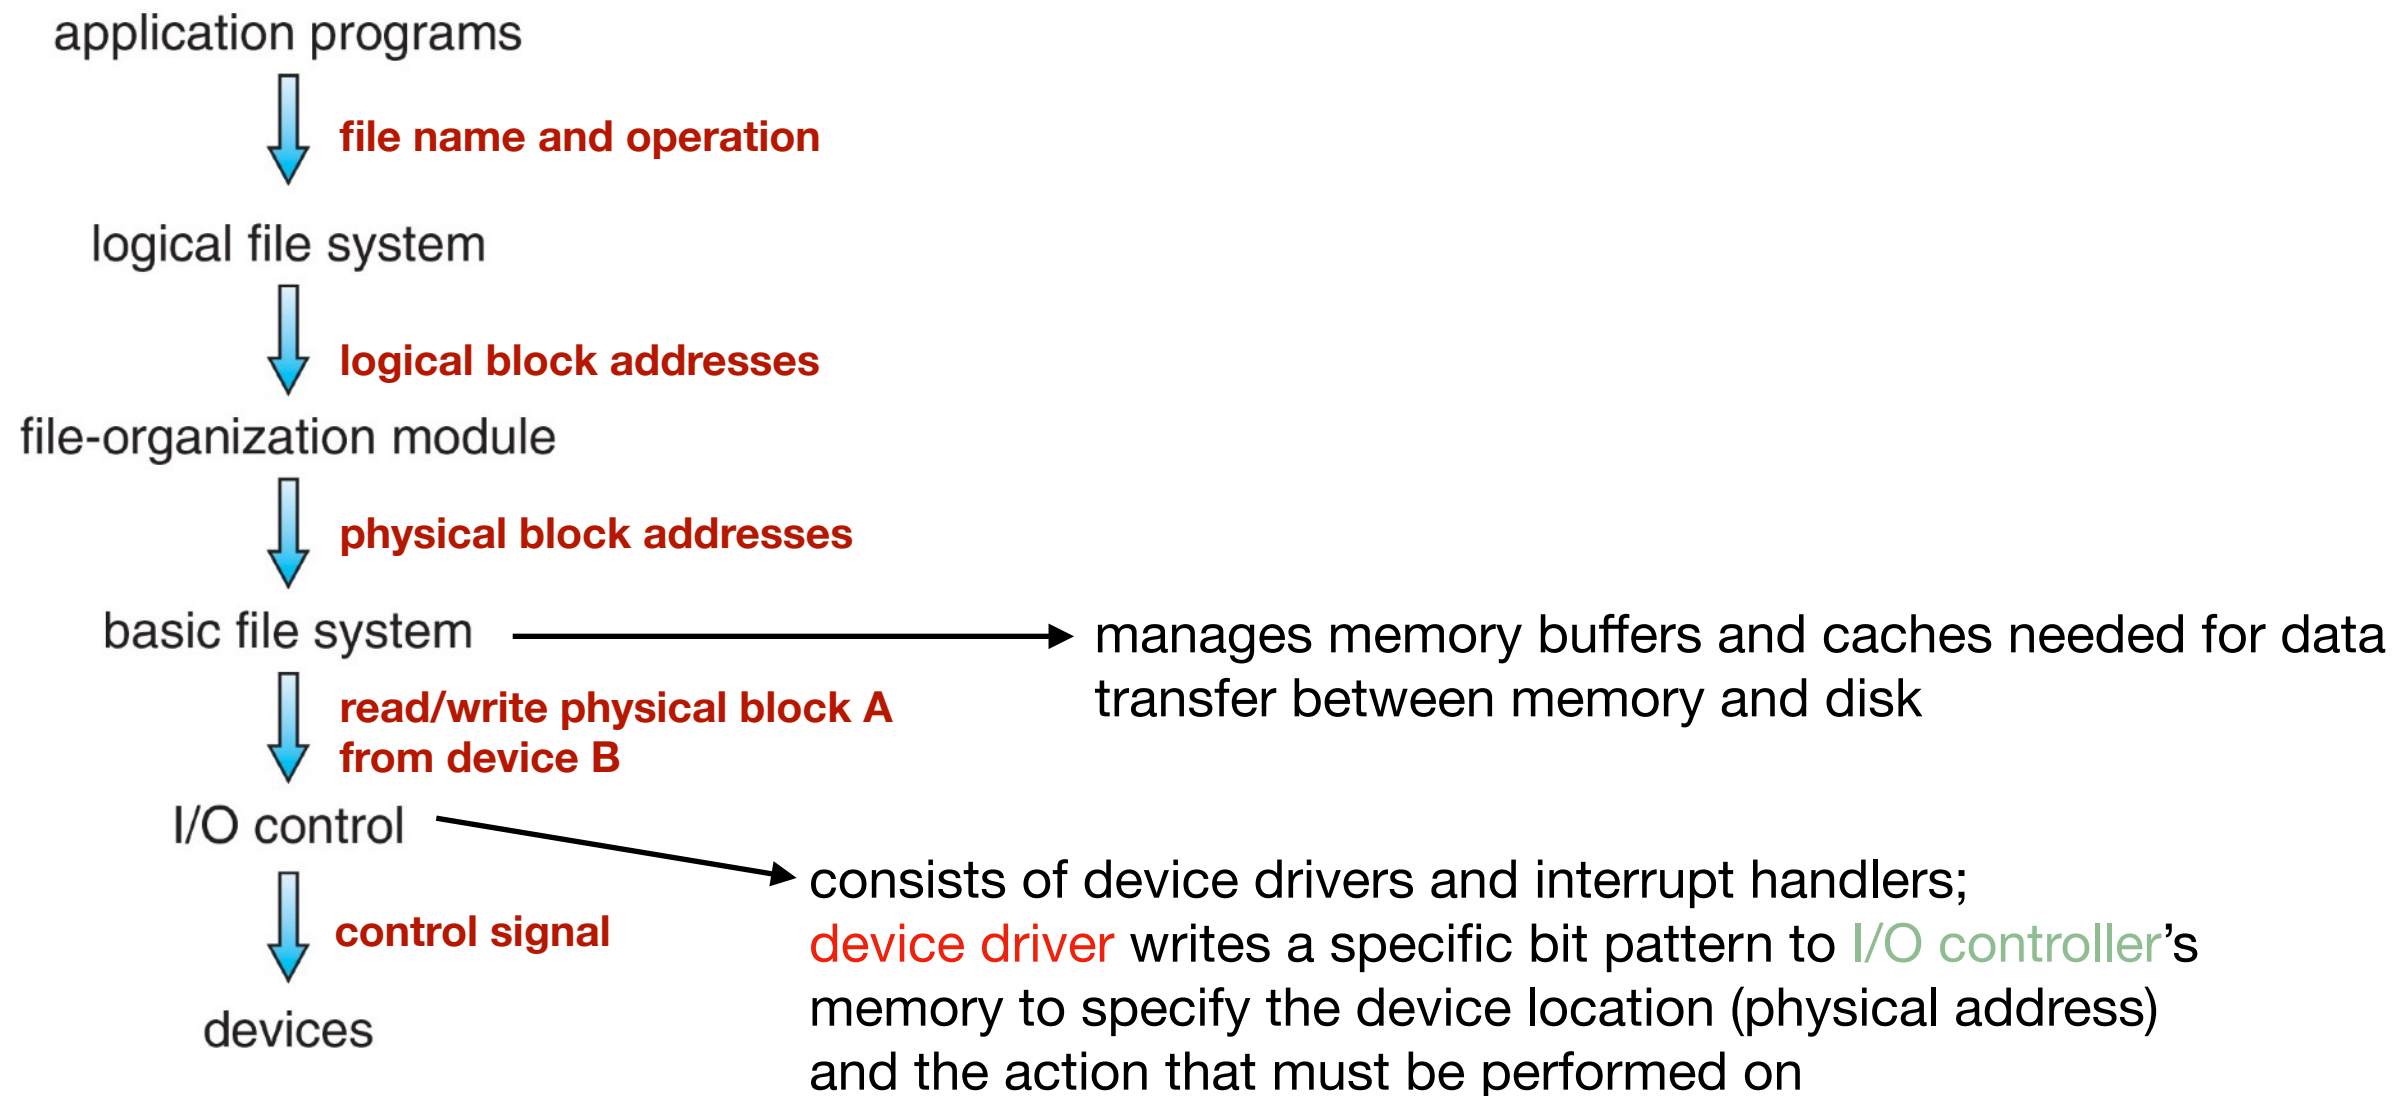 application programs
file name and operation
logical file system
logical block addresses
file-organization module
physical block addresses
basic file system
manages memory buffers and caches needed for data
transfer between memory and disk
read/write physical block A
from device B
I/O control
consists of device drivers and interrupt handlers;
device driver writes a specific bit pattern to I/O controller’s
memory to specify the device location (physical address)
and the action that must be performed on
control signal
devices